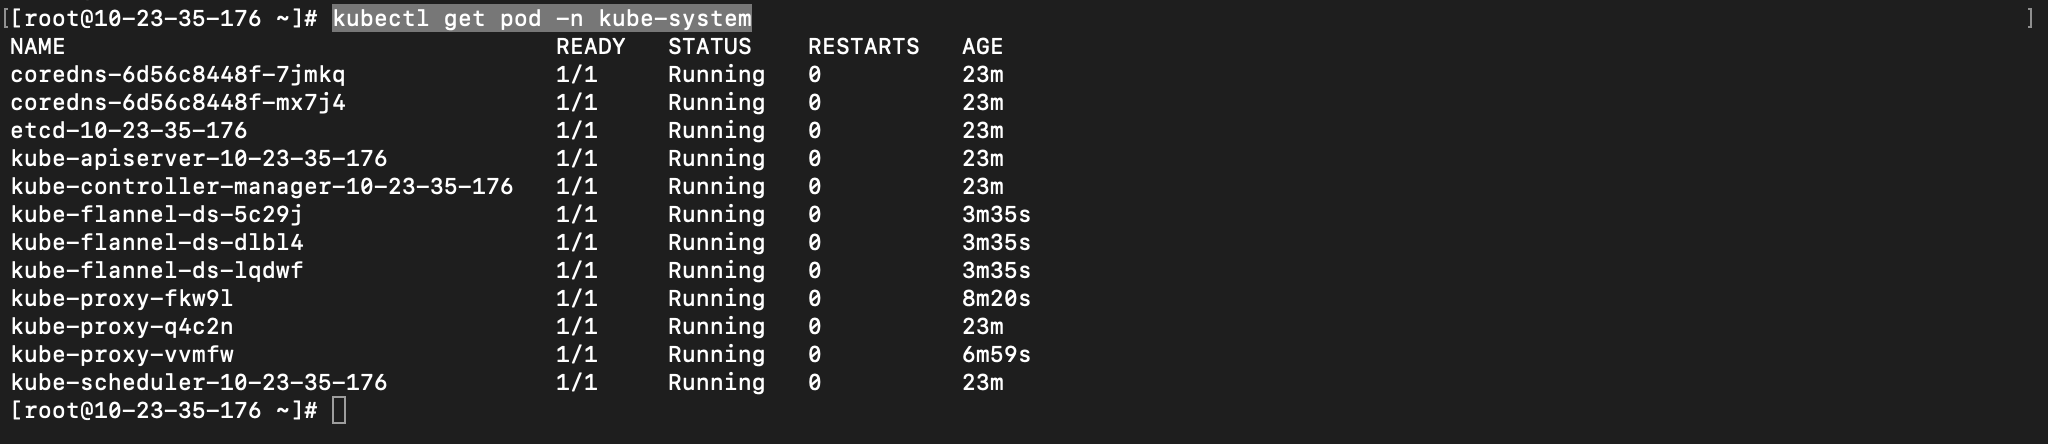 [[root@10-23-35-176 ~]# kubectl get pod -n kube-system ]
NAME READY STATUS RESTARTS AGE
coredns-6d56c8448f-7jmkq 1/1 Running 0 23m
coredns-6d56c8448f-mx7j4 1/1 Running 0 23m
etcd-10-23-35-176 1/1 Running 0 23m
kube-apiserver-10-23-35-176 1/1 Running 0 23m
kube-controller-manager-10-23-35-176 1/1 Running 0 23m
kube-flannel-ds-5c29j 1/1 Running 0 3m35s
kube-flannel-ds-dlbl4 1/1 Running 0 3m35s
kube-flannel-ds-lqdwf 1/1 Running 0 3m35s
kube-proxy-fkw9l 1/1 Running 0 8m20s
kube-proxy-q4c2n 1/1 Running 0 23m
kube-proxy-vvmfw 1/1 Running 0 6m59s
kube-scheduler-10-23-35-176 1/1 Running 0 23m
[root@10-23-35-176 ~]#